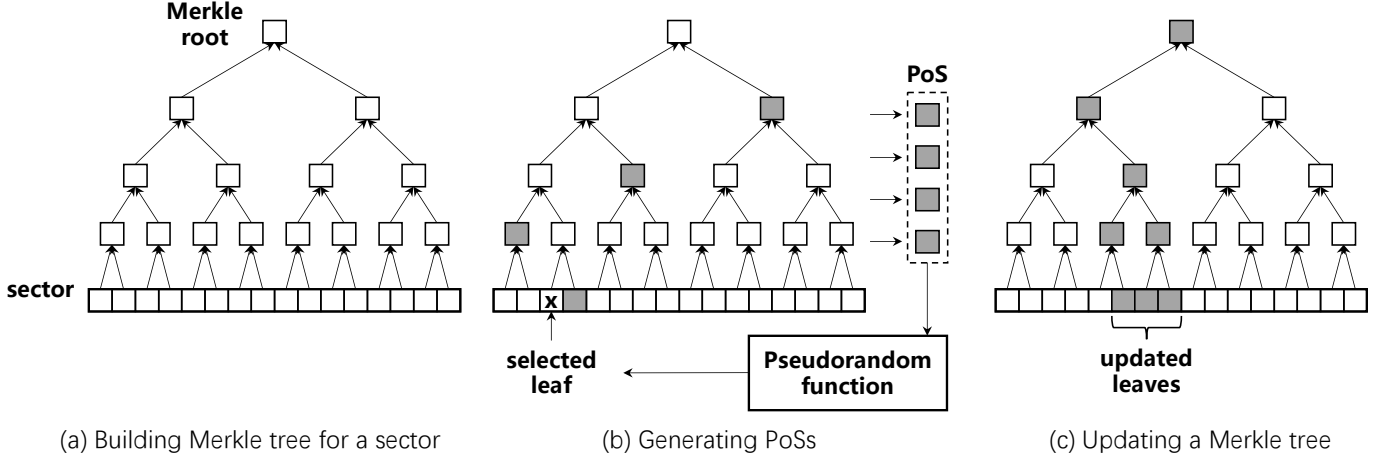 Merkle
root
sector
(a) Building Merkle tree for a sector
PoS
x
selected
leaf
Pseudorandom
function
(b) Generating PoSs
updated
leaves
(c) Updating a Merkle tree